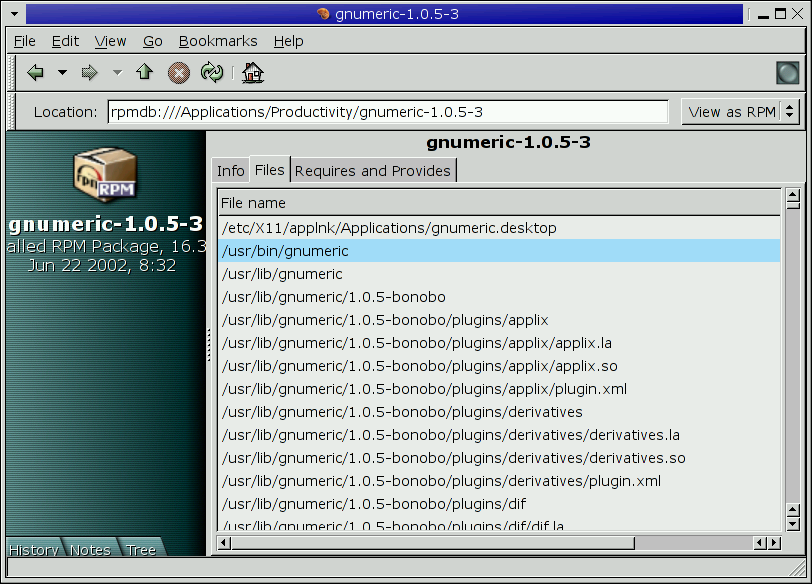 gnumeric-1.0.5-3
File Edit View Go Bookmarks Help
Location: rpmdb:///Applications/Productivity/gnumeric-1.0.5-3 View as RPM
gnumeric-1.0.5-3
Info Files Requires and Provides
rpm RPM
gnumeric-1.0.5-3
alled RPM Package, 16.3
Jun 22 2002, 8:32
File name
/etc/X11/applnk/Applications/gnumeric.desktop
/usr/bin/gnumeric
/usr/lib/gnumeric
/usr/lib/gnumeric/1.0.5-bonobo
/usr/lib/gnumeric/1.0.5-bonobo/plugins/applix
/usr/lib/gnumeric/1.0.5-bonobo/plugins/applix/applix.la
/usr/lib/gnumeric/1.0.5-bonobo/plugins/applix/applix.so
/usr/lib/gnumeric/1.0.5-bonobo/plugins/applix/plugin.xml
/usr/lib/gnumeric/1.0.5-bonobo/plugins/derivatives
/usr/lib/gnumeric/1.0.5-bonobo/plugins/derivatives/derivatives.la
/usr/lib/gnumeric/1.0.5-bonobo/plugins/derivatives/derivatives.so
/usr/lib/gnumeric/1.0.5-bonobo/plugins/derivatives/plugin.xml
/usr/lib/gnumeric/1.0.5-bonobo/plugins/dif
/usr/lib/gnumeric/1.0.5-bonobo/plugins/dif/dif.la
History Notes Tree